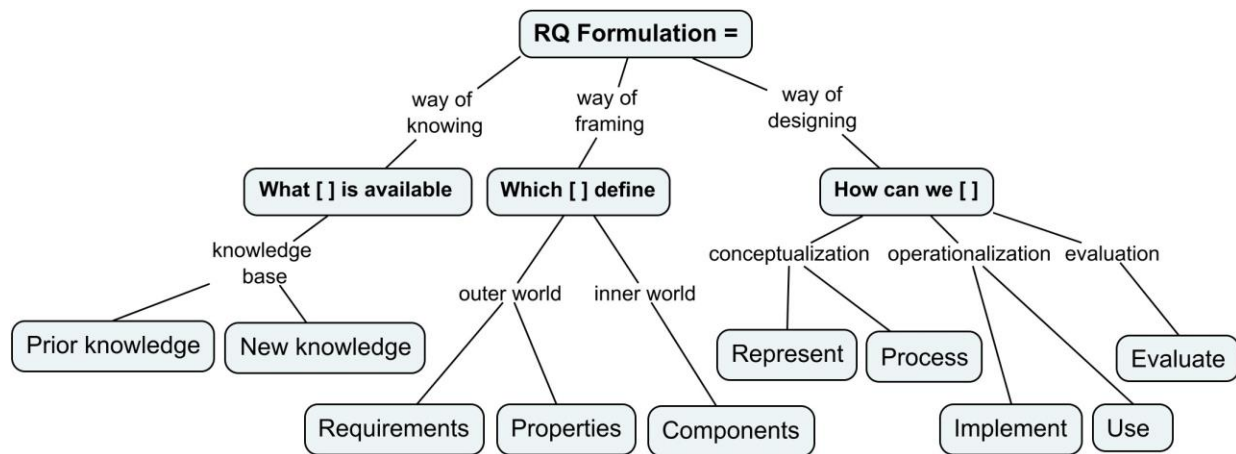 RQ Formulation =
way of
knowing
way of
framing
way of
designing
What [ ] is available
Which [ ] define
How can we [ ]
knowledge
base
outer world
inner world
conceptualization
operationalization
evaluation
Prior knowledge
New knowledge
Requirements
Properties
Components
Represent
Process
Implement
Use
Evaluate